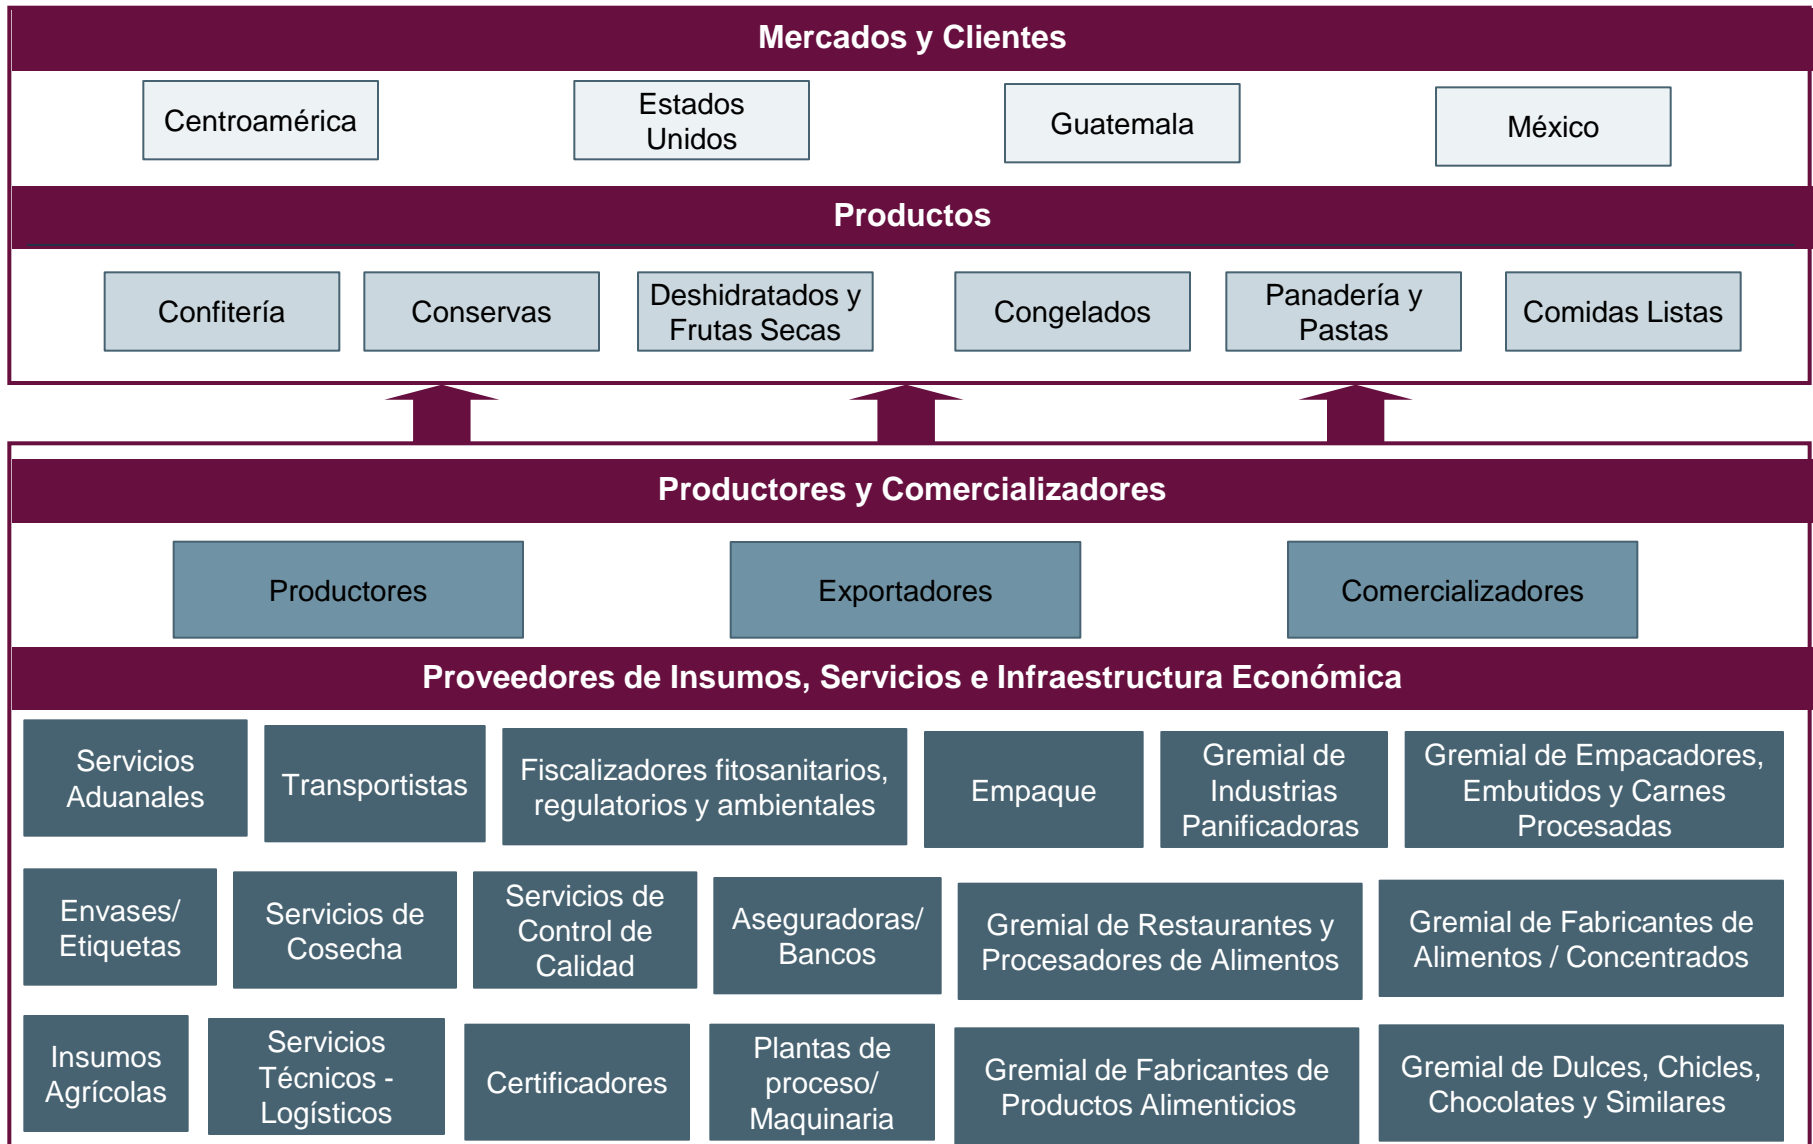 Mercados y Clientes
Centroamérica
Estados
Unidos
Guatemala
México
Productos
Confitería
Conservas
Deshidratados y
Frutas Secas
Congelados
Panadería y
Pastas
Comidas Listas
Productores y Comercializadores
Productores
Exportadores
Comercializadores
Proveedores de Insumos, Servicios e Infraestructura Económica
Servicios
Aduanales
Transportistas
Fiscalizadores fitosanitarios,
regulatorios y ambientales
Empaque
Gremial de
Industrias
Panificadoras
Gremial de Empacadores,
Embutidos y Carnes
Procesadas
Envases/
Etiquetas
Servicios de
Cosecha
Servicios de
Control de
Calidad
Aseguradoras/
Bancos
Gremial de Restaurantes y
Procesadores de Alimentos
Gremial de Fabricantes de
Alimentos / Concentrados
Insumos
Agrícolas
Servicios
Técnicos -
Logísticos
Certificadores
Plantas de
proceso/
Maquinaria
Gremial de Fabricantes de
Productos Alimenticios
Gremial de Dulces, Chicles,
Chocolates y Similares